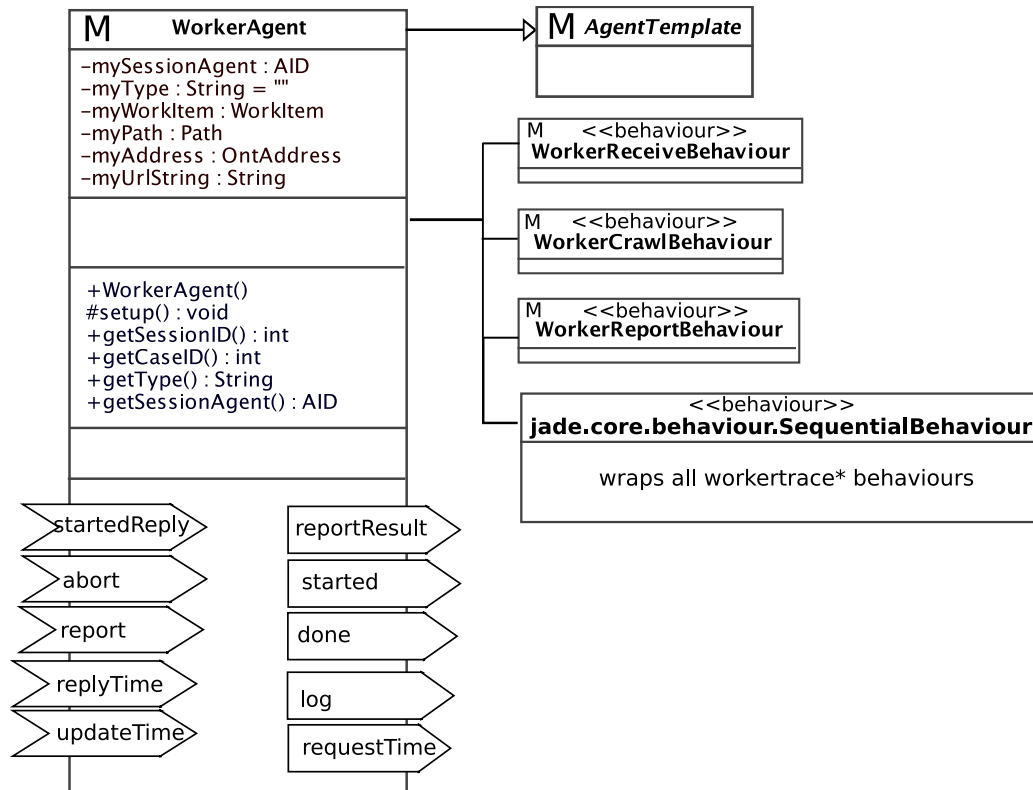 M WorkerAgent
-mySessionAgent : AID
-myType : String = ""
-myWorkItem : WorkItem
-myPath : Path
-myAddress : OntAddress
-myUrlString : String
+WorkerAgent()
#setup() : void
+getSessionID() : int
+getCaseID() : int
+getType() : String
+getSessionAgent() : AID
startedReply
abort
report
replyTime
updateTime
reportResult
started
done
log
requestTime
M AgentTemplate
M <<behaviour>>
WorkerReceiveBehaviour
M <<behaviour>>
WorkerCrawlBehaviour
M <<behaviour>>
WorkerReportBehaviour
<<behaviour>>
jade.core.behaviour.SequentialBehaviour
wraps all workertrace* behaviours